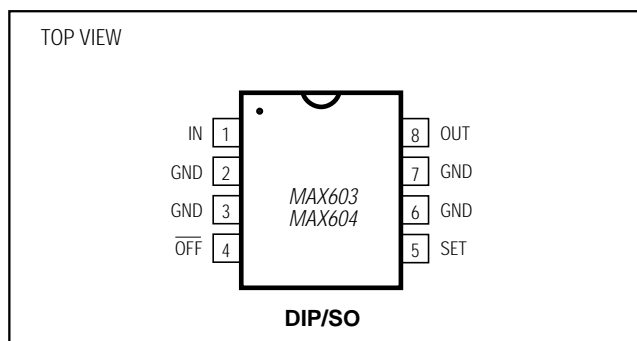 TOP VIEW
IN 1
GND 2
GND 3
OFF 4
8 OUT
7 GND
6 GND
5 SET
MAX603
MAX604
DIP/SO